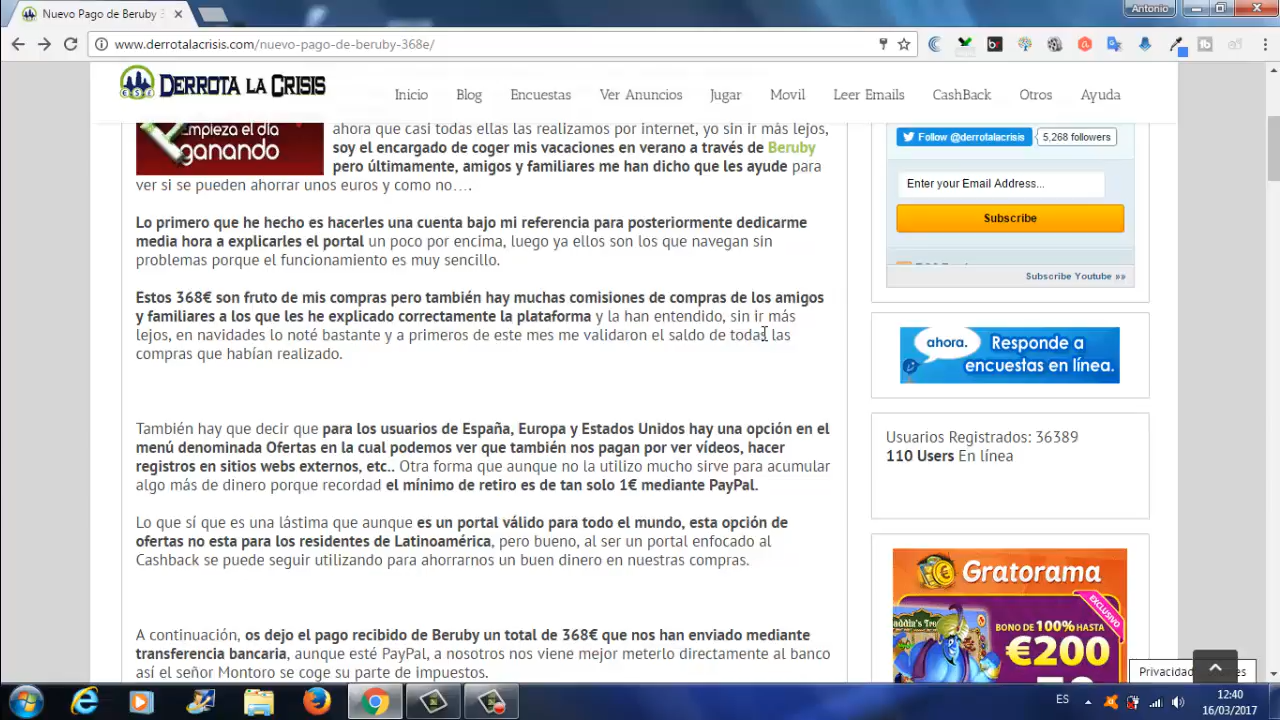 Nuevo Pago de Beruby 3
Antonio
www.derrotalacrisis.com/nuevo-pago-de-beruby-368e/
DERROTA LA CRISIS
Inicio Blog Encuestas Ver Anuncios Jugar Movil Leer Emails CashBack Otros Ayuda
Empieza el día
ganando
ahora que casi todas ellas las realizamos por internet, yo sin ir más lejos,
soy el encargado de coger mis vacaciones en verano a través de Beruby
pero últimamente, amigos y familiares me han dicho que les ayude para
ver si se pueden ahorrar unos euros y como no….
Lo primero que he hecho es hacerles una cuenta bajo mi referencia para posteriormente dedicarme
media hora a explicarles el portal un poco por encima, luego ya ellos son los que navegan sin
problemas porque el funcionamiento es muy sencillo.
Estos 368€ son fruto de mis compras pero también hay muchas comisiones de compras de los amigos
y familiares a los que les he explicado correctamente la plataforma y la han entendido, sin ir más
lejos, en navidades lo noté bastante y a primeros de este mes me validaron el saldo de todas las
compras que habían realizado.
También hay que decir que para los usuarios de España, Europa y Estados Unidos hay una opción en el
menú denominada Ofertas en la cual podemos ver que también nos pagan por ver vídeos, hacer
registros en sitios webs externos, etc.. Otra forma que aunque no la utilizo mucho sirve para acumular
algo más de dinero porque recordad el mínimo de retiro es de tan solo 1€ mediante PayPal.
Lo que sí que es una lástima que aunque es un portal válido para todo el mundo, esta opción de
ofertas no esta para los residentes de Latinoamérica, pero bueno, al ser un portal enfocado al
Cashback se puede seguir utilizando para ahorrarnos un buen dinero en nuestras compras.
A continuación, os dejo el pago recibido de Beruby un total de 368€ que nos han enviado mediante
transferencia bancaria, aunque esté PayPal, a nosotros nos viene mejor meterlo directamente al banco
así el señor Montoro se coge su parte de impuestos.
Follow @derrotalacrisis 5,268 followers
Enter your Email Address...
Subscribe
Subscribe Youtube »»
ahora. Responde a
encuestas en línea.
Usuarios Registrados: 36389
110 Users En línea
Gratorama
EXCLUSIVO
BONO DE 100% HASTA
€200
Privacidad
ES
12:40
16/03/2017